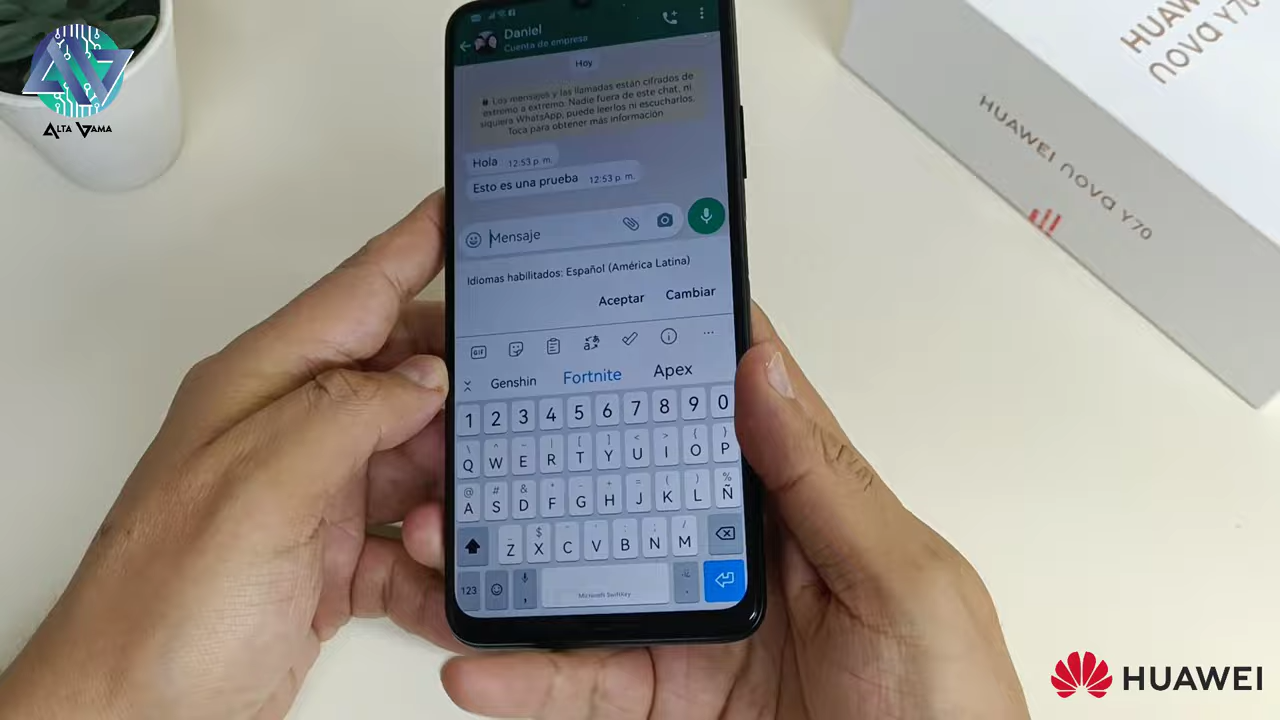 ALTA GAMA
Daniel
Cuenta de empresa
Hoy
Los mensajes y las llamadas están cifrados de
extremo a extremo. Nadie fuera de este chat, ni
siquiera WhatsApp, puede leerlos ni escucharlos.
Toca para obtener más información
Hola 12:53 p. m.
Esto es una prueba 12:53 p. m.
Mensaje
Idiomas habilitados: Español (América Latina)
Aceptar Cambiar
GIF
Genshin Fortnite Apex
1 2 3 4 5 6 7 8 9 0
Q W E R T Y U I O P
@ # &
A S D F G H J K L Ñ
Z X C V B N M
123 , .
Microsoft SwiftKey
HUAWEI
nova Y70
HUAWEI nova Y70
HUAWEI